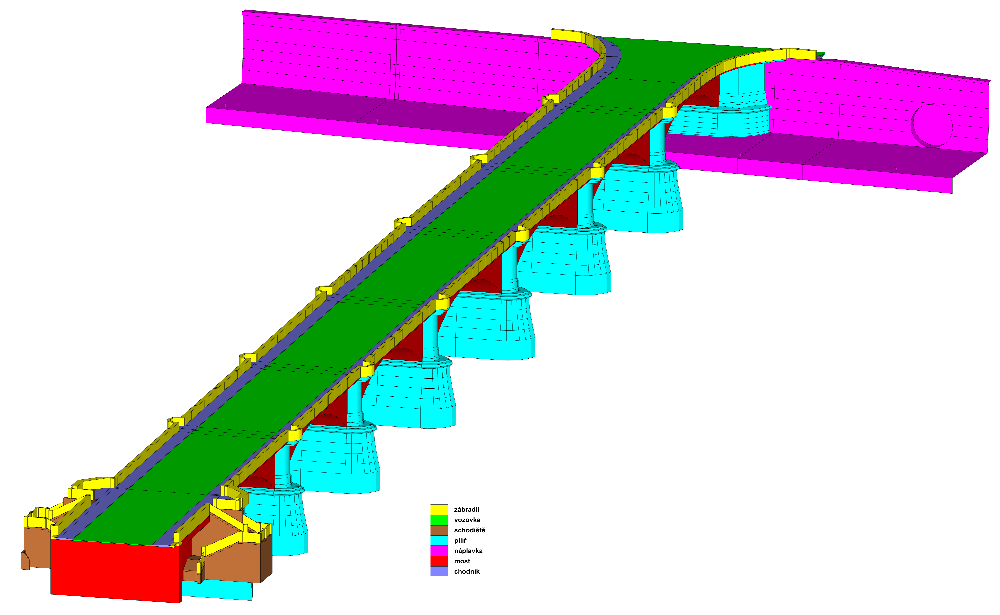 zábradlí
vozovka
schodiště
pilíř
náplavka
most
chodník